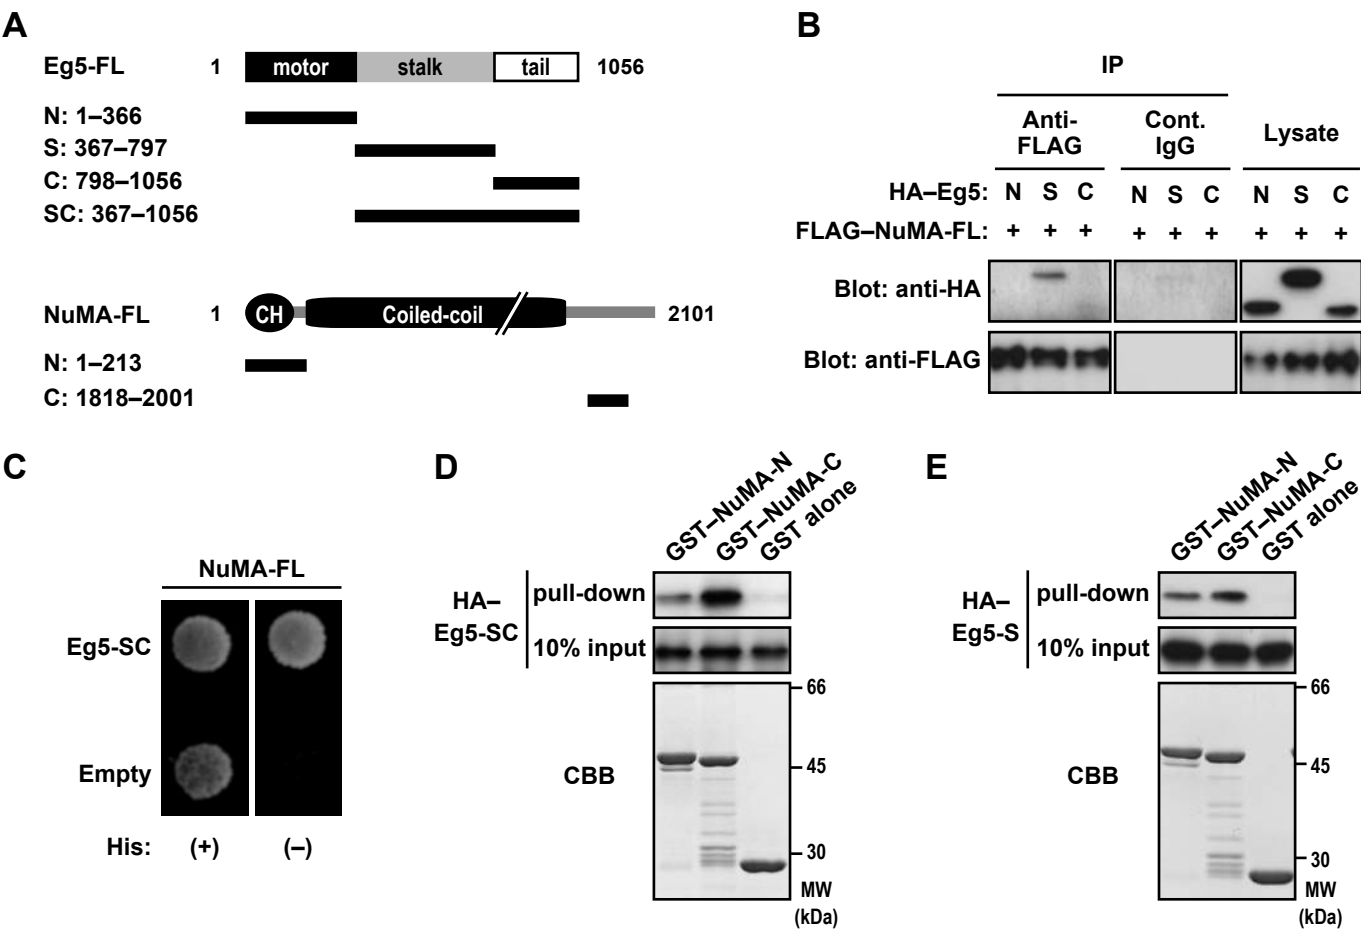 A
Eg5-FL 1 motor stalk tail 1056
N: 1–366
S: 367–797
C: 798–1056
SC: 367–1056
NuMA-FL 1 CH Coiled-coil 2101
N: 1–213
C: 1818–2001
B
IP
Anti-FLAG Cont. IgG Lysate
HA–Eg5: N S C N S C N S C
FLAG–NuMA-FL: + + + + + + + + +
Blot: anti-HA
Blot: anti-FLAG
C
NuMA-FL
Eg5-SC
Empty
His: (+) (–)
D
GST–NuMA-N GST–NuMA-C GST alone
HA–Eg5-SC
pull-down
10% input
CBB
66
45
30
MW
(kDa)
E
GST–NuMA-N GST–NuMA-C GST alone
HA–Eg5-S
pull-down
10% input
CBB
66
45
30
MW
(kDa)